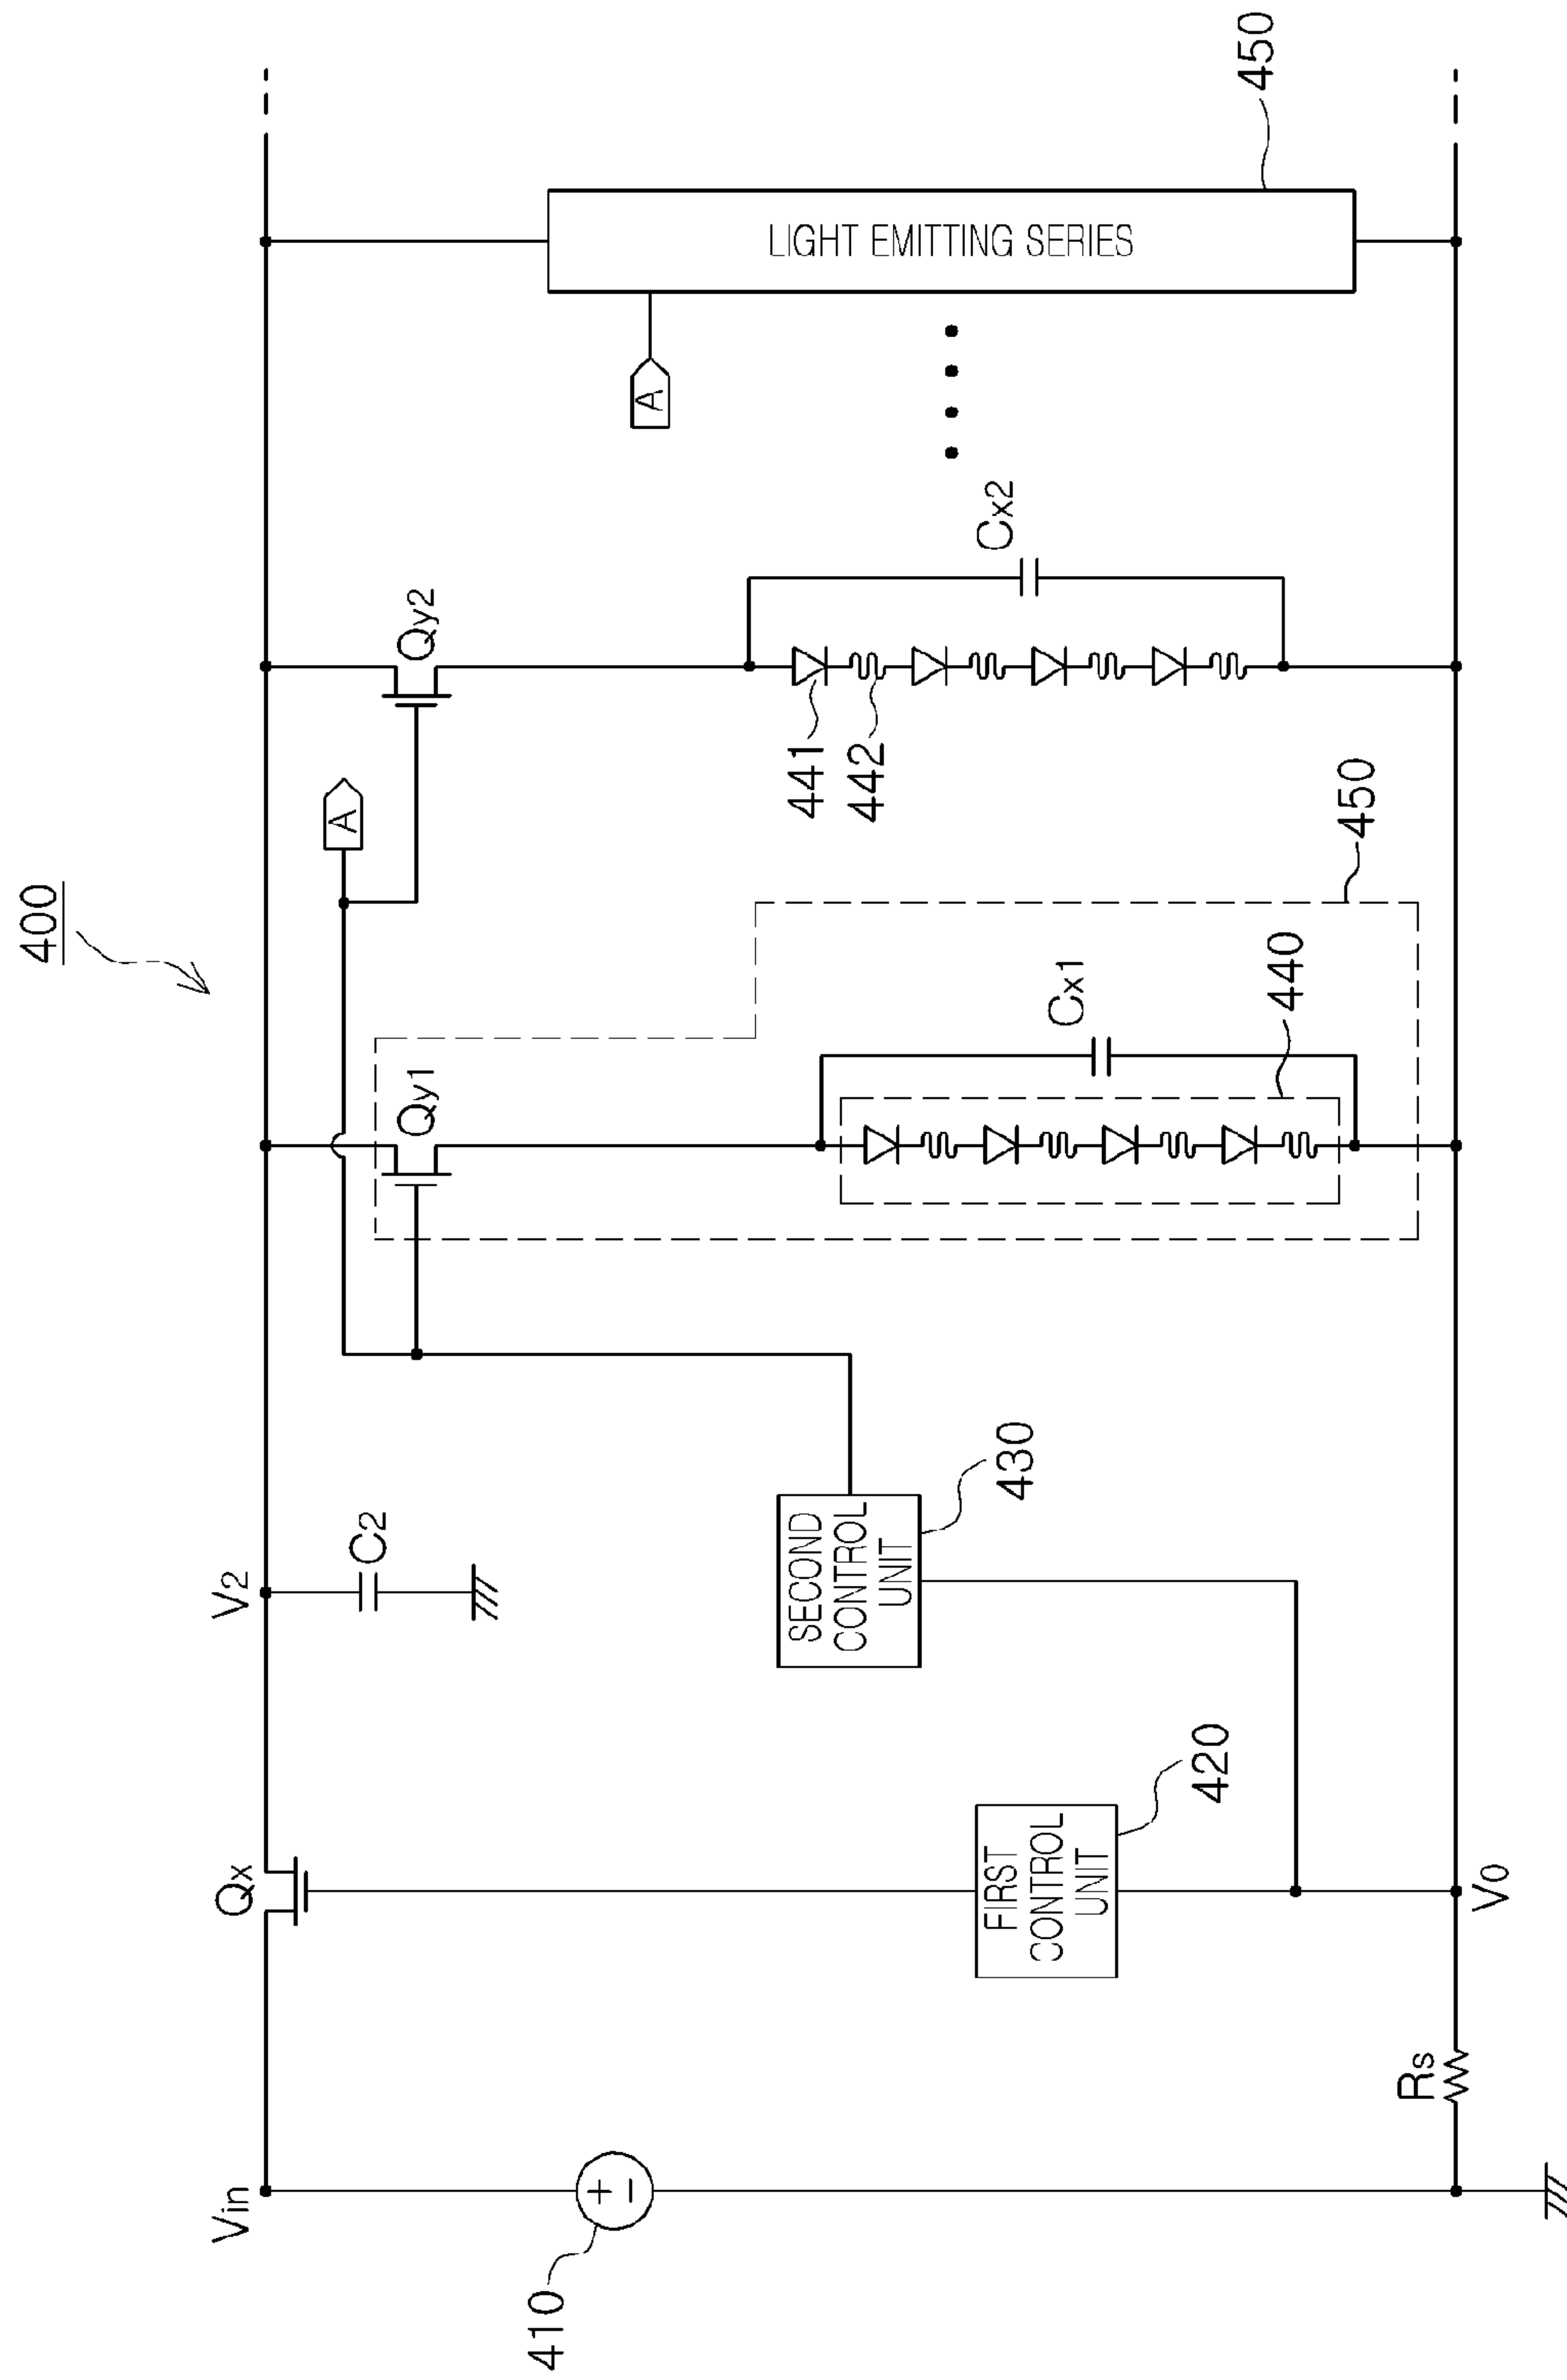 400
Vin
Qx
V2
C2
A
Qy1
Qy2
A
LIGHT EMITTING SERIES
450
410
FIRST
CONTROL
UNIT
420
SECOND
CONTROL
UNIT
430
Cx1
440
450
441
442
Cx2
Rs
V0